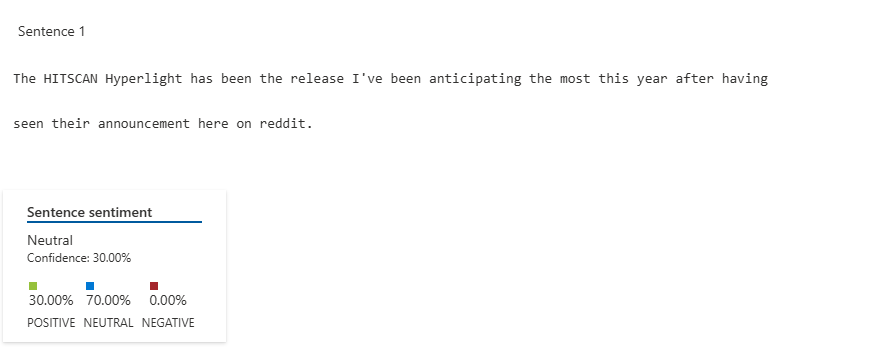 Sentence 1
The HITSCAN Hyperlight has been the release I've been anticipating the most this year after having
seen their announcement here on reddit.
Sentence sentiment
Neutral
Confidence: 30.00%
30.00% 70.00% 0.00%
POSITIVE NEUTRAL NEGATIVE